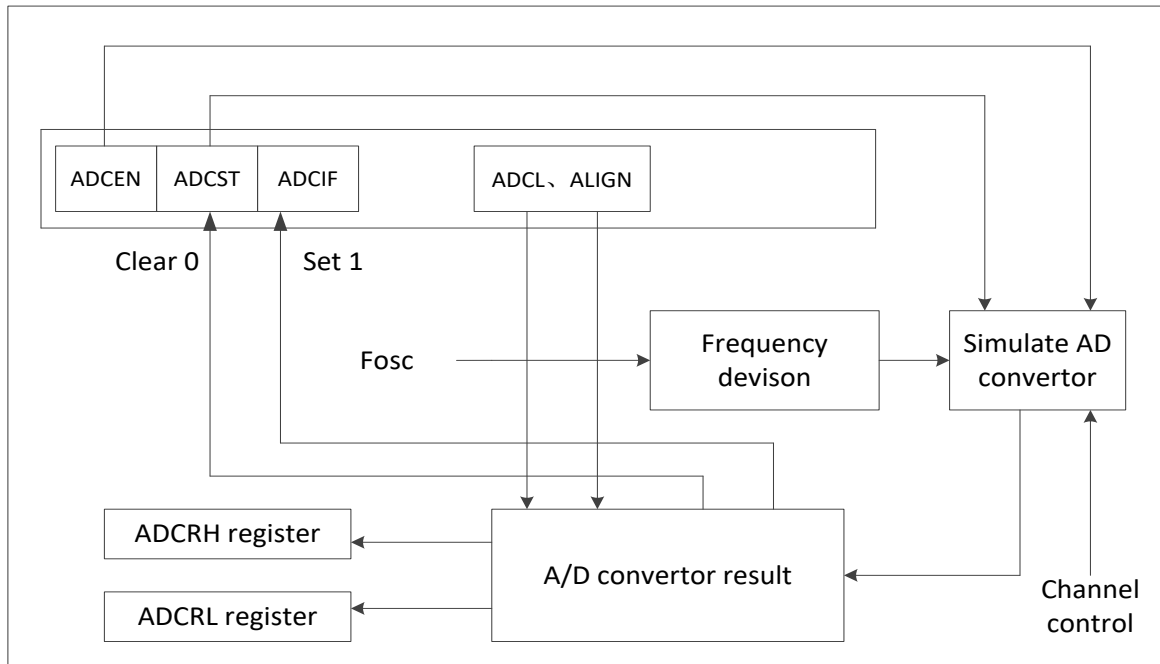 ADCEN
ADCST
ADCIF
ADCL、ALIGN
Clear 0
Set 1
Fosc
Frequency
devison
Simulate AD
convertor
ADCRH register
A/D convertor result
ADCRL register
Channel
control